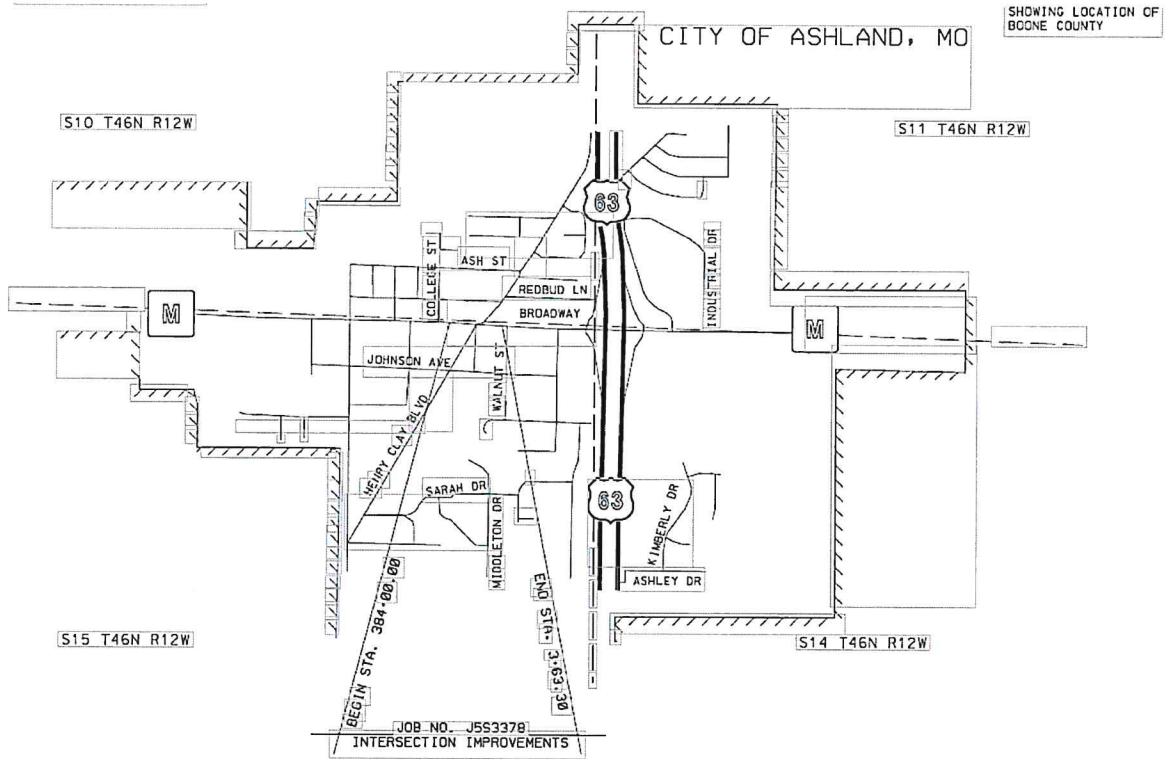 SHOWING LOCATION OF
BOONE COUNTY
CITY OF ASHLAND, MO
S10 T46N R12W
S11 T46N R12W
63
COLLEGE ST
ASH ST
INDUSTRIAL DR
REDBUD LN
BROADWAY
M
M
JOHNSON AVE
WALNUT ST
HENRY CLAY BLVD
SARAH DR
MIDDLETON DR
63
KIMBERLY DR
ASHLEY DR
BEGIN STA. 384+00.00
END STA. 3+63.30
S15 T46N R12W
S14 T46N R12W
JOB NO. J5S3378
INTERSECTION IMPROVEMENTS